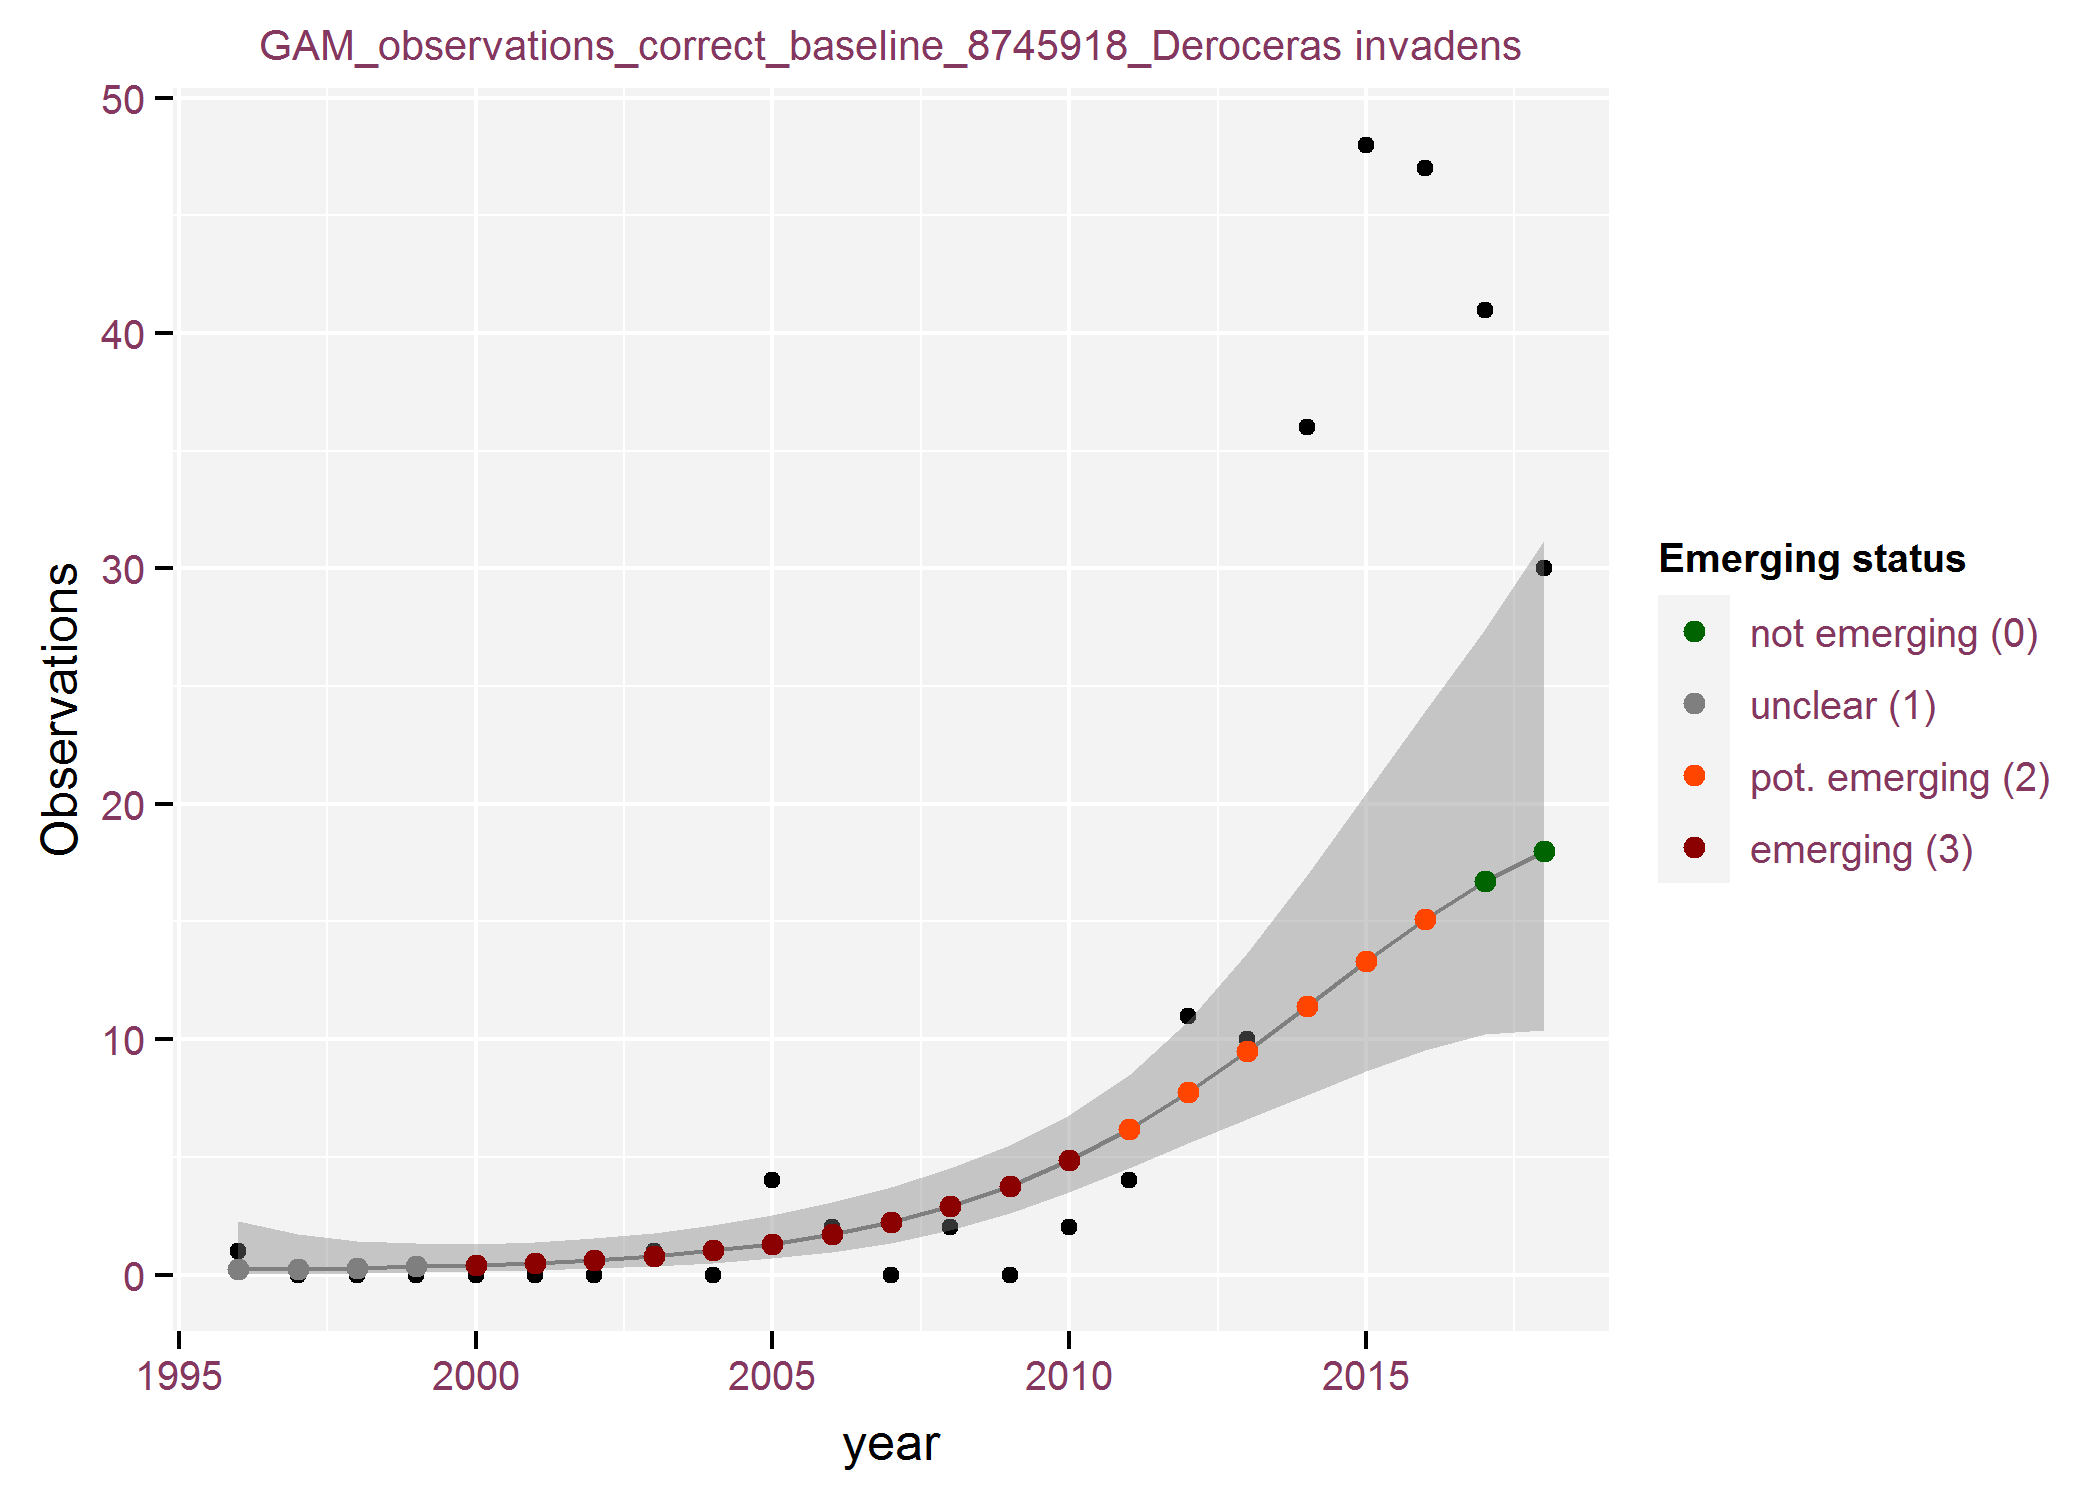 GAM_observations_correct_baseline_8745918_Deroceras invadens
50
40
30
20
10
0
Observations
1995 2000 2005 2010 2015
year
Emerging status
not emerging (0)
unclear (1)
pot. emerging (2)
emerging (3)